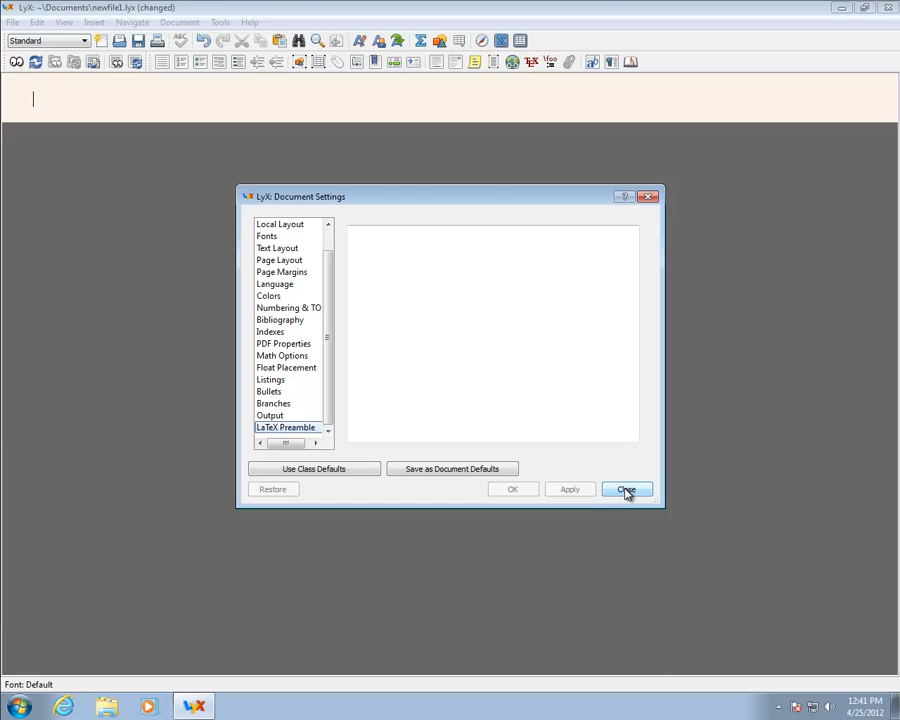 LyX: ~\Documents\newfile1.lyx (changed)
File Edit View Insert Navigate Document Tools Help
Standard
LyX: Document Settings
Local Layout
Fonts
Text Layout
Page Layout
Page Margins
Language
Colors
Numbering & TO
Bibliography
Indexes
PDF Properties
Math Options
Float Placement
Listings
Bullets
Branches
Output
LaTeX Preamble
Use Class Defaults Save as Document Defaults
Restore OK Apply Close
Font: Default
12:41 PM
4/25/2012